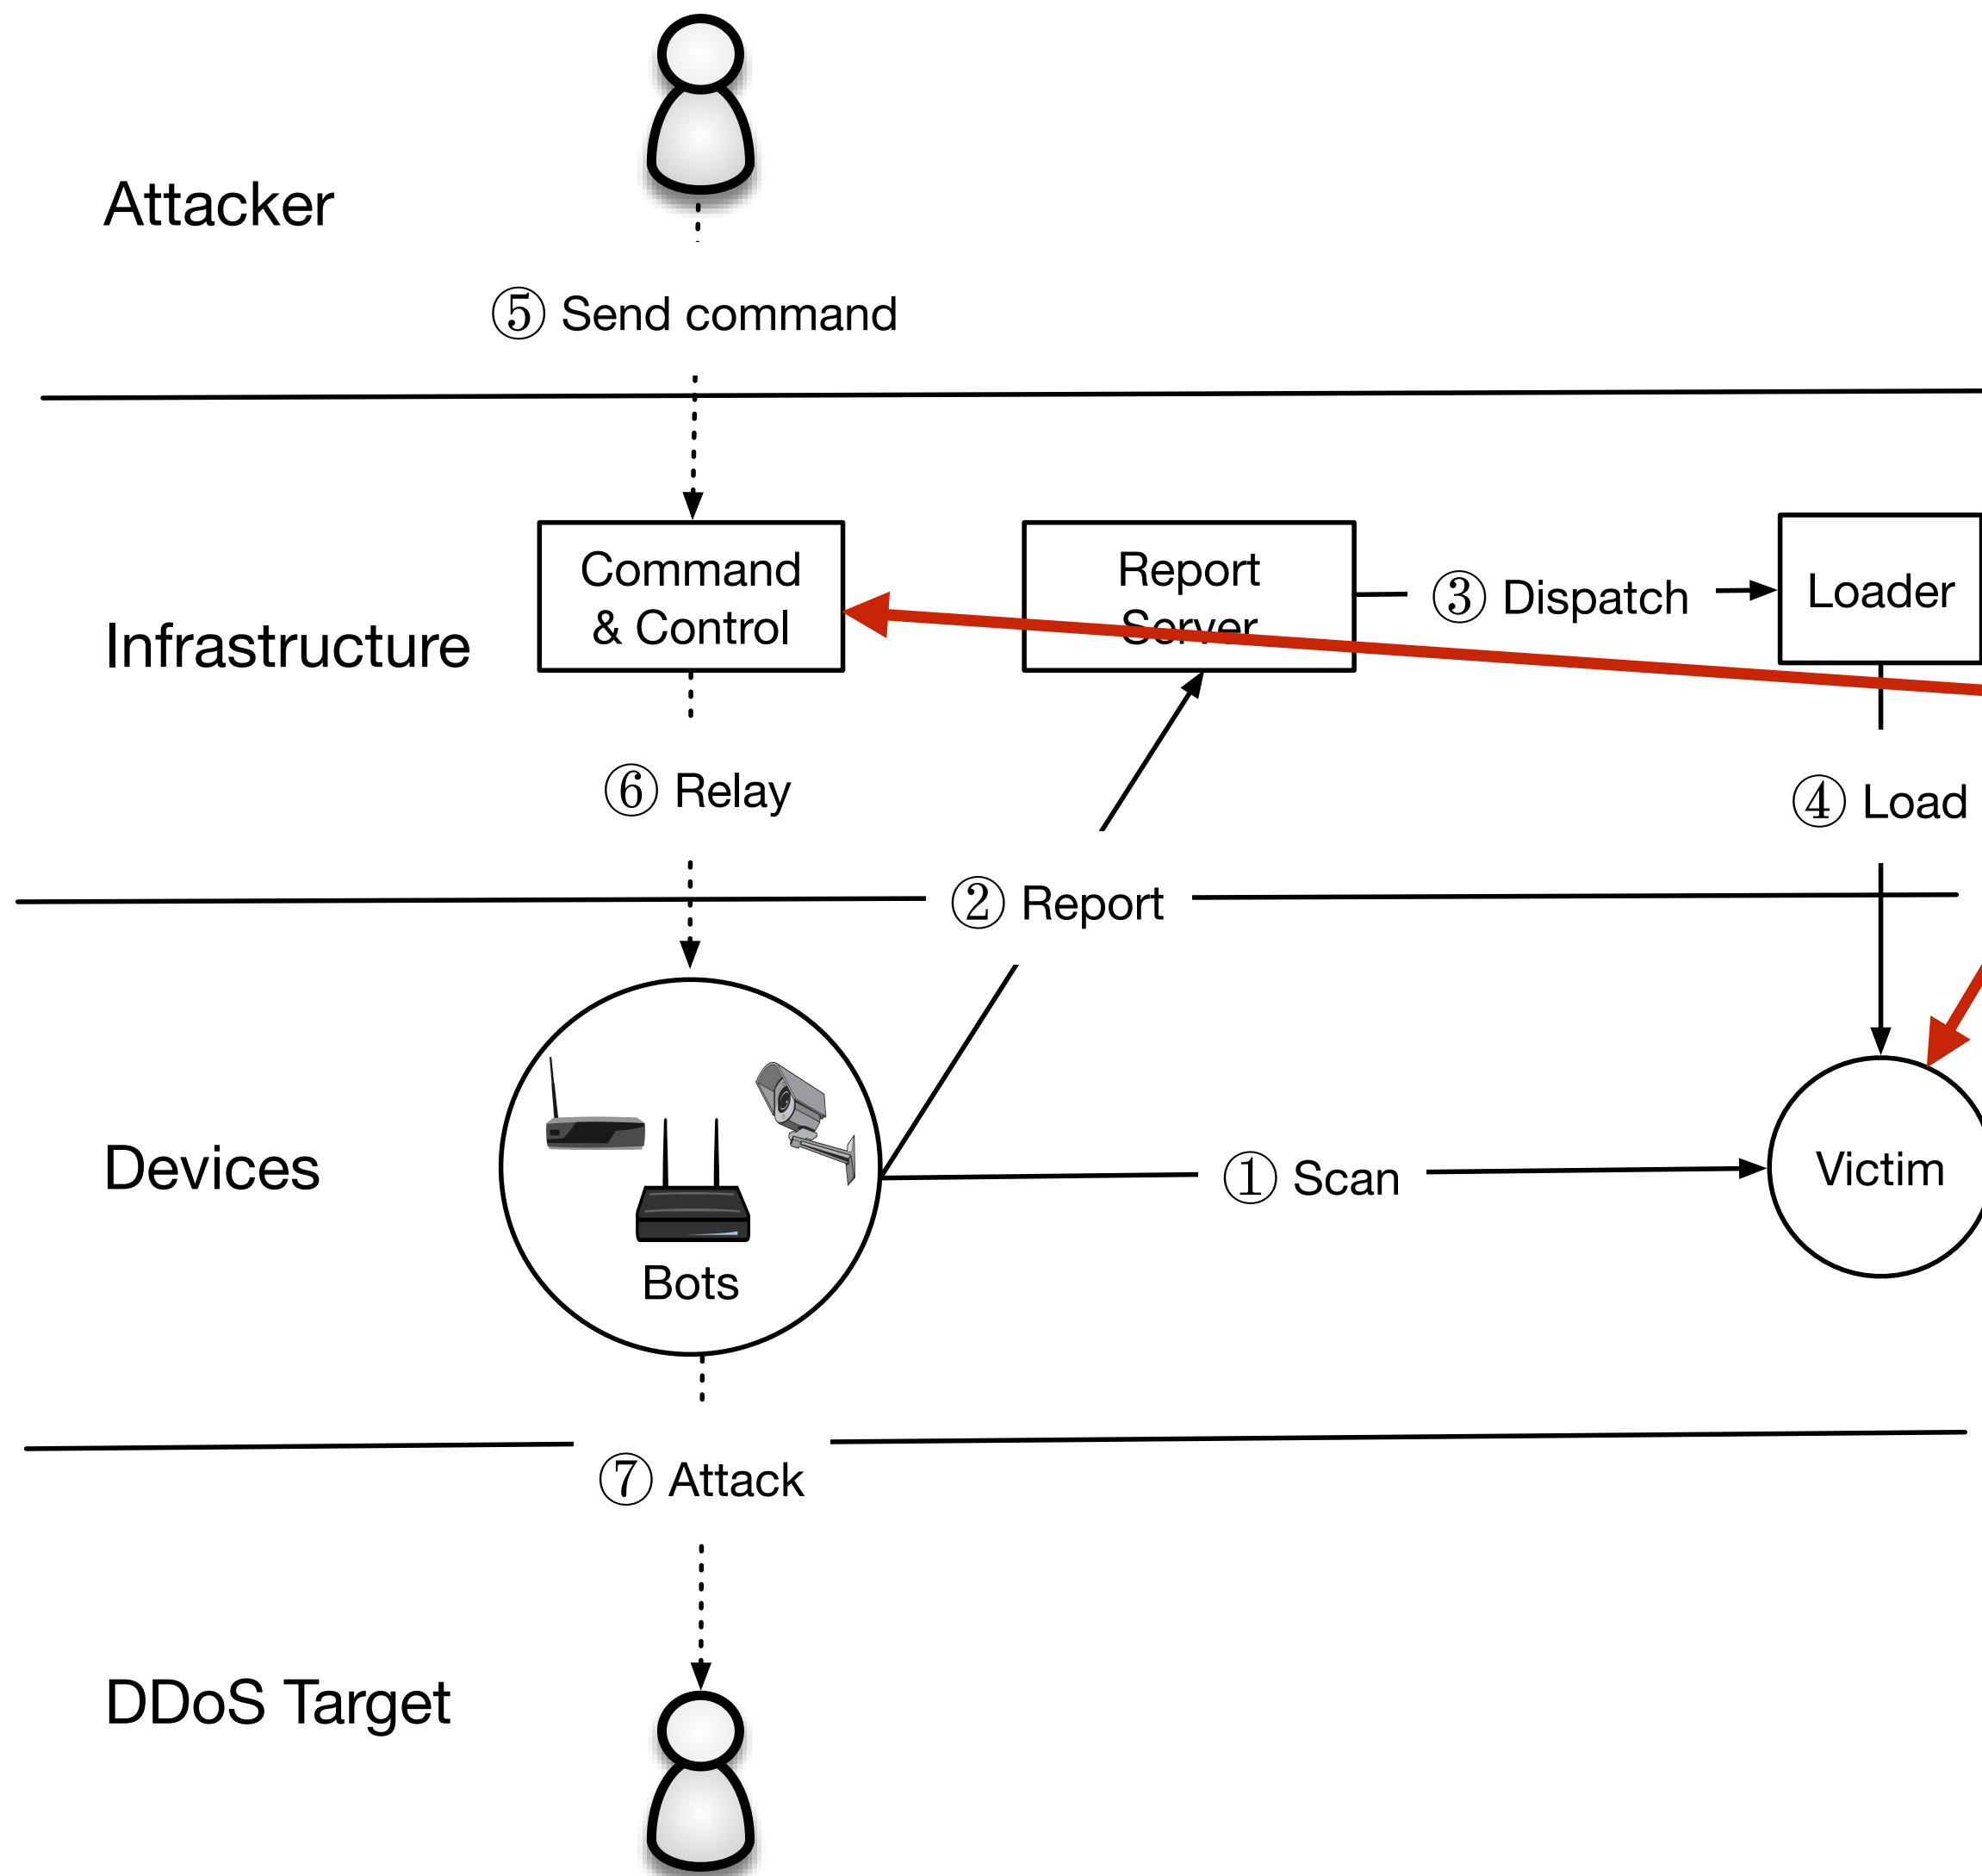 Attacker
⑤ Send command
Infrastructure
Command
& Control
Report
Server
③ Dispatch
Loader
⑥ Relay
④ Load
② Report
Devices
Bots
① Scan
Victim
⑦ Attack
DDoS Target